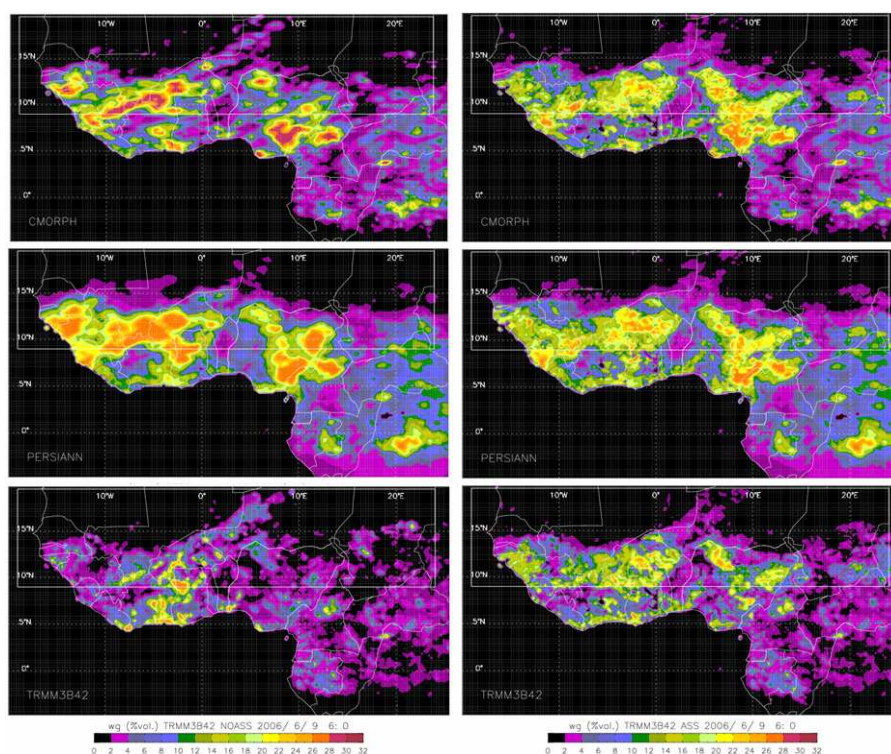 10°W 0° 10°E 20°E
15°N
10°N
5°N
0°
CMORPH
10°W 0° 10°E 20°E
15°N
10°N
5°N
0°
CMORPH
10°W 0° 10°E 20°E
15°N
10°N
5°N
0°
PERSIANN
10°W 0° 10°E 20°E
15°N
10°N
5°N
0°
PERSIANN
10°W 0° 10°E 20°E
15°N
10°N
5°N
0°
TRMM3B42
10°W 0° 10°E 20°E
15°N
10°N
5°N
0°
TRMM3B42
wg (%vol.) TRMM3B42 NOASS 2006/ 6/ 9 6: 0
0 2 4 6 8 10 12 14 16 18 20 22 24 26 28 30 32
wg (%vol.) TRMM3B42 ASS 2006/ 6/ 9 6: 0
0 2 4 6 8 10 12 14 16 18 20 22 24 26 28 30 32